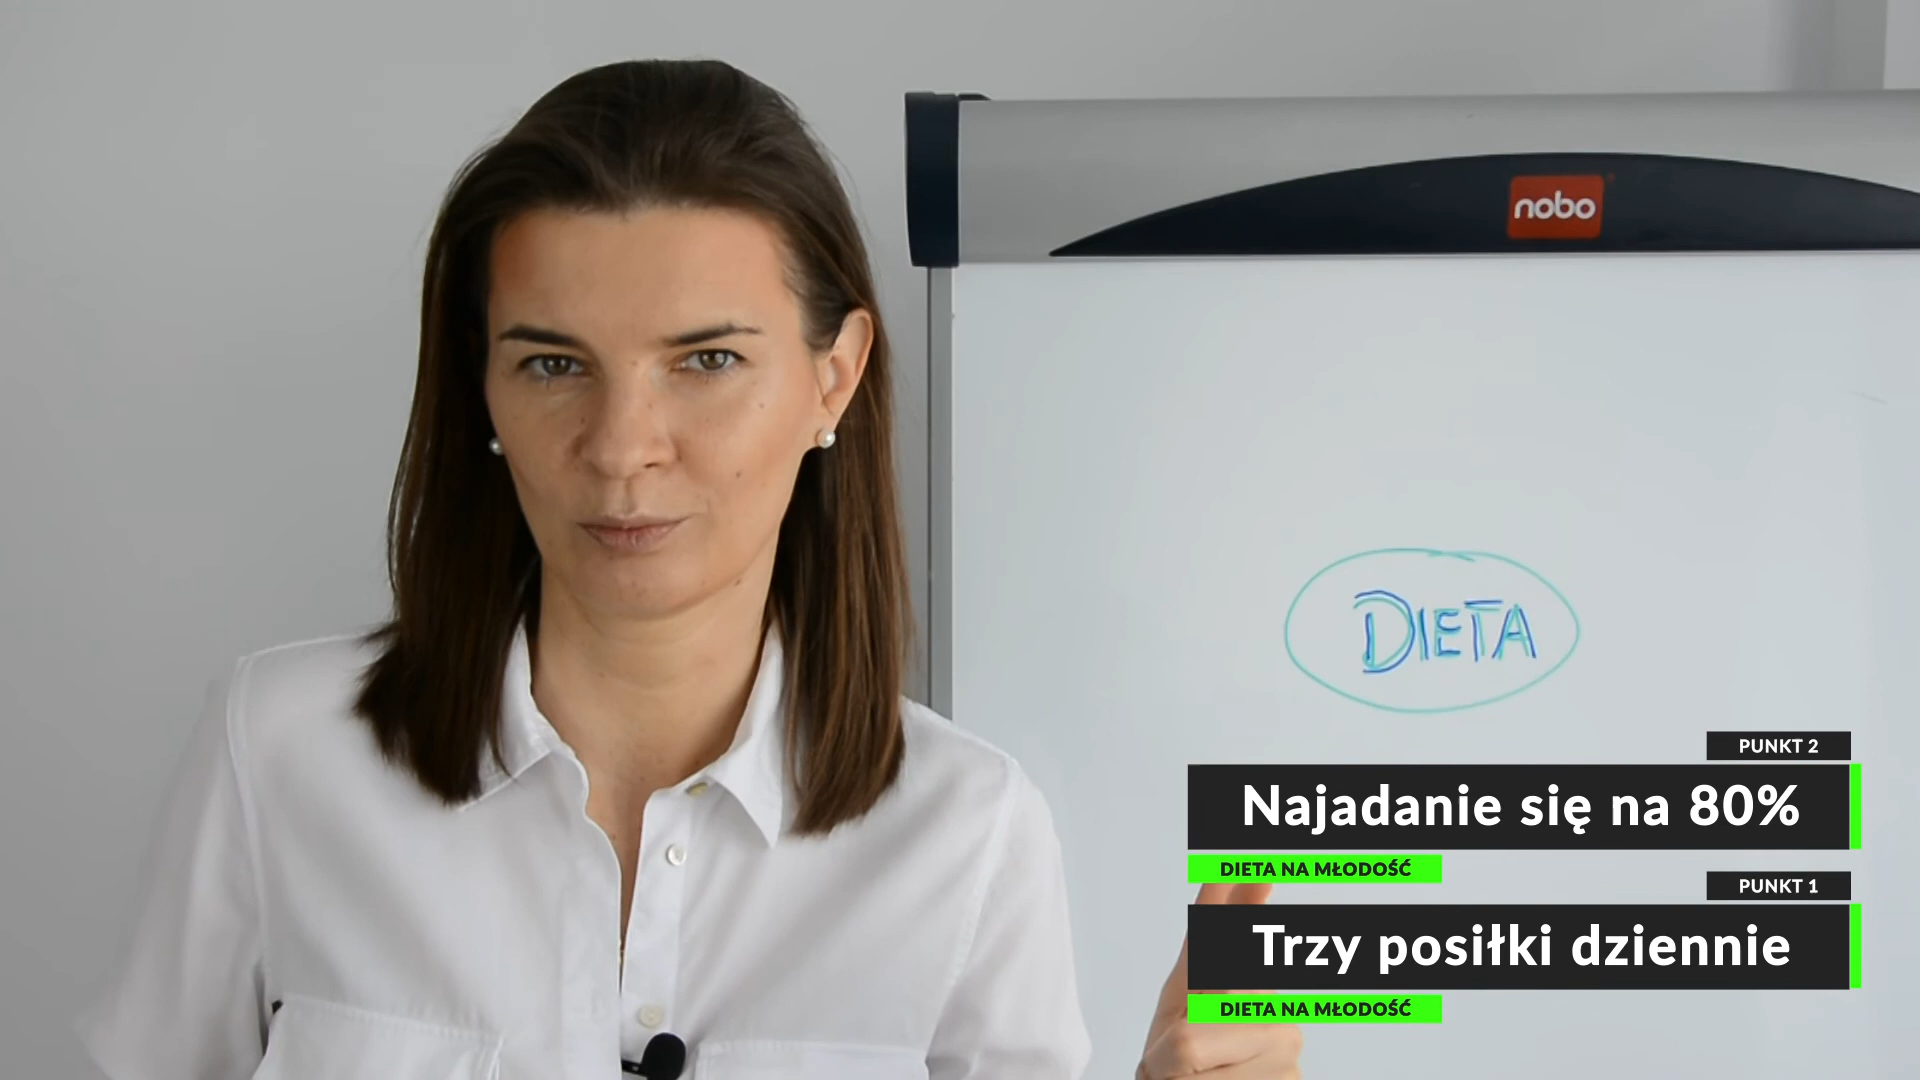 nobo
DIETA
PUNKT 2
Najadanie się na 80%
DIETA NA MŁODOŚĆ
PUNKT 1
Trzy posiłki dziennie
DIETA NA MŁODOŚĆ